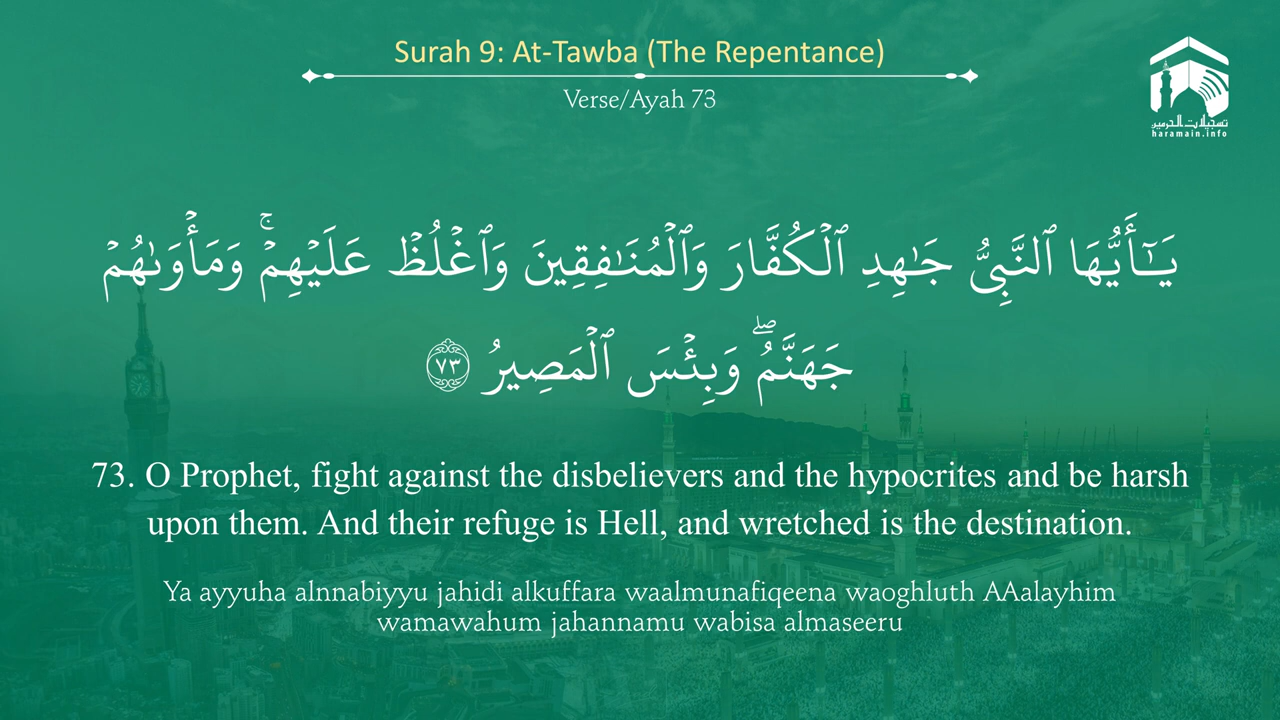 Surah 9: At-Tawba (The Repentance)
Verse/Ayah 73
تسجيلات الحرمين
haramain.info
يَـٰٓأَيُّهَا ٱلنَّبِىُّ جَـٰهِدِ ٱلْكُفَّارَ وَٱلْمُنَـٰفِقِينَ وَٱغْلُظْ عَلَيْهِمْ ۚ وَمَأْوَىٰهُمْ
جَهَنَّمُ ۖ وَبِئْسَ ٱلْمَصِيرُ ٧٣
73. O Prophet, fight against the disbelievers and the hypocrites and be harsh
upon them. And their refuge is Hell, and wretched is the destination.
Ya ayyuha alnnabiyyu jahidi alkuffara waalmunafiqeena waoghluth AAalayhim
wamawahum jahannamu wabisa almaseeru